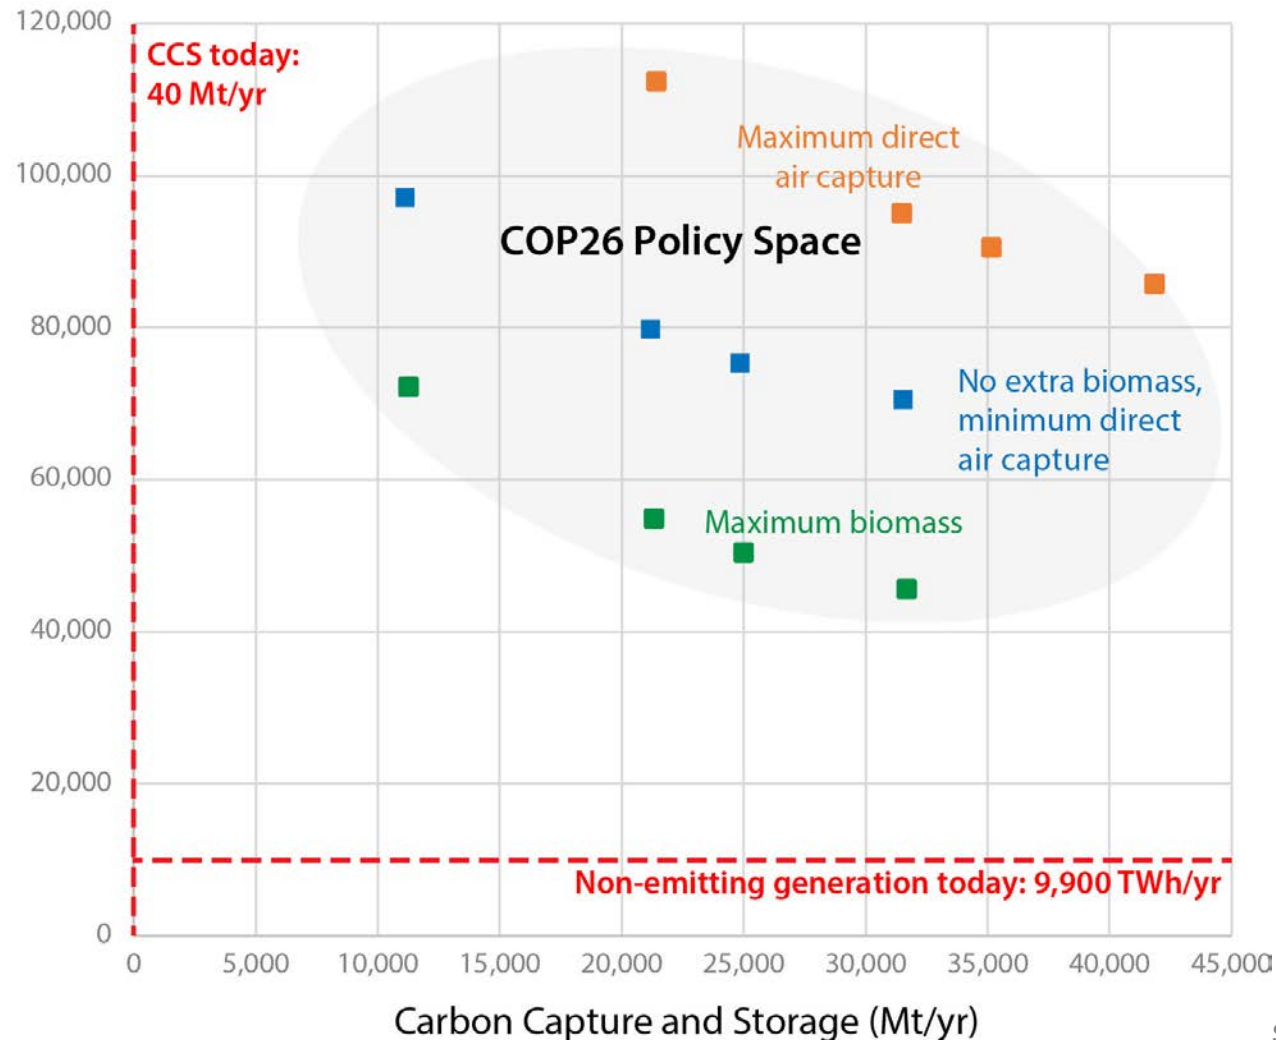 120,000
CCS today:
40 Mt/yr
Maximum direct
air capture
100,000
COP26 Policy Space
80,000
No extra biomass,
minimum direct
air capture
60,000
Maximum biomass
40,000
20,000
Non-emitting generation today: 9,900 TWh/yr
0
0 5,000 10,000 15,000 20,000 25,000 30,000 35,000 40,000 45,000
Carbon Capture and Storage (Mt/yr)